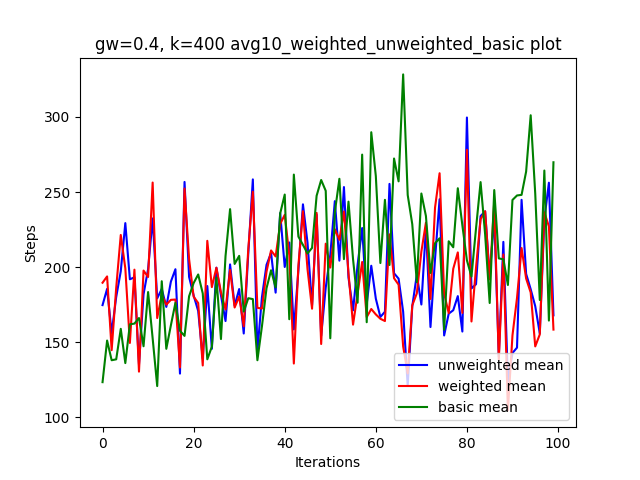 gw=0.4, k=400 avg10_weighted_unweighted_basic plot
300
250
200
150
100
Steps
0 20 40 60 80 100
Iterations
unweighted mean
weighted mean
basic mean